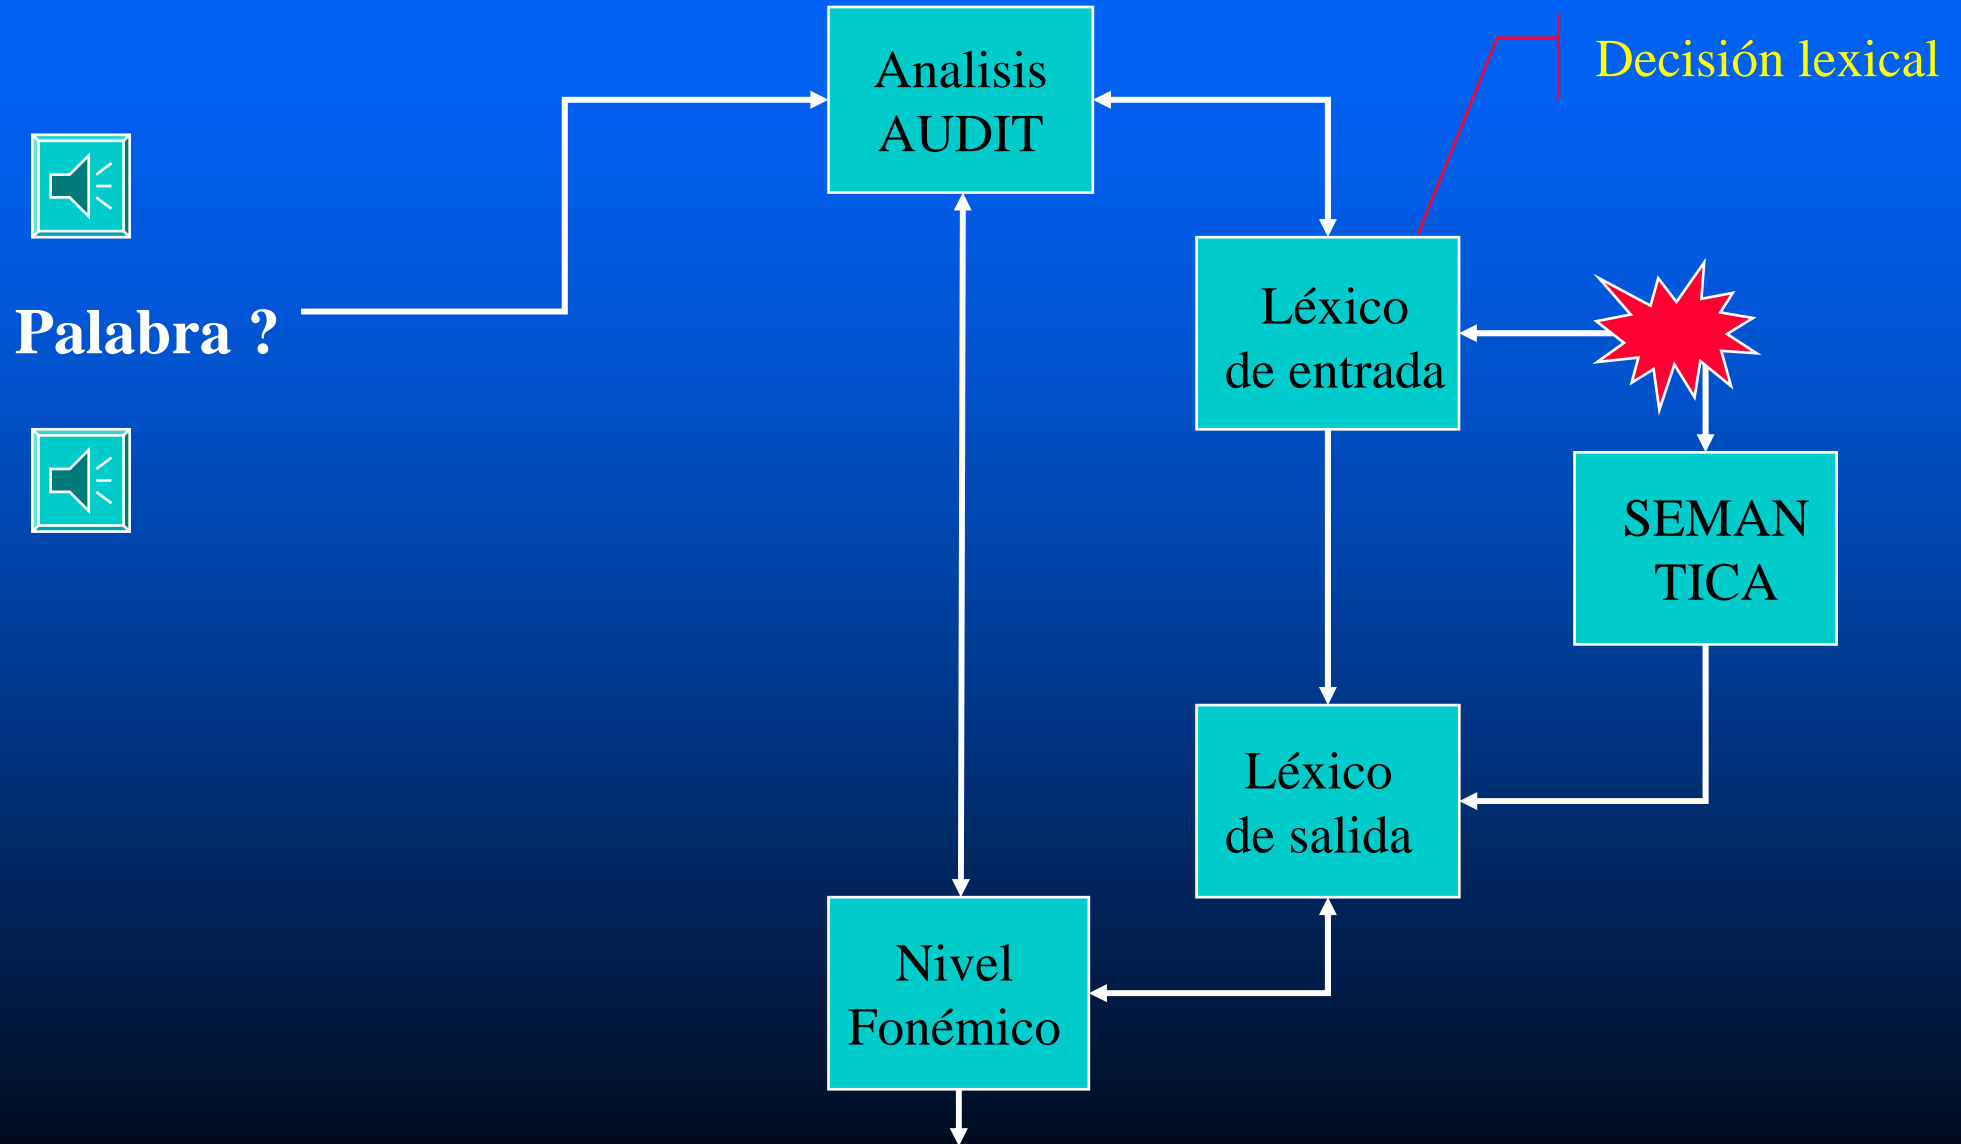 Analisis
AUDIT
Decisión lexical
Palabra ?
Léxico
de entrada
SEMAN
TICA
Léxico
de salida
Nivel
Fonémico